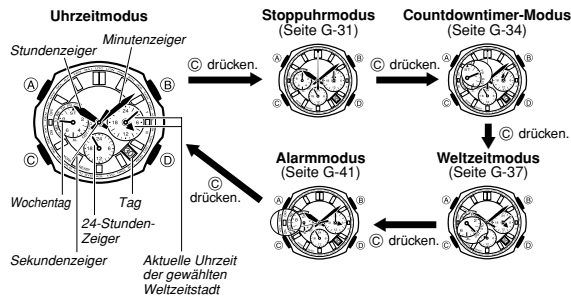 Uhrzeitmodus
Stundenzeiger
Minutenzeiger
A
B
C
D
Wochentag
24-Stunden-
Zeiger
Tag
Sekundenzeiger
Aktuelle Uhrzeit
der gewählten
Weltzeitstadt
Ⓒ drücken.
Stoppuhrmodus
(Seite G-31)
A
B
C
D
Ⓒ drücken.
Countdowntimer-Modus
(Seite G-34)
A
B
C
D
Ⓒ drücken.
Weltzeitmodus
(Seite G-37)
A
B
C
D
Ⓒ drücken.
Alarmmodus
(Seite G-41)
A
B
C
D
Ⓒ
drücken.